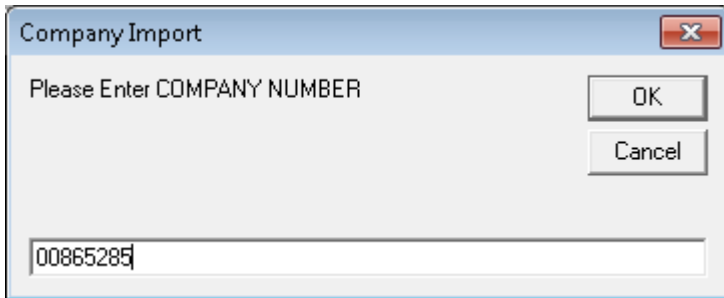 Company Import
Please Enter COMPANY NUMBER
OK
Cancel
00865285